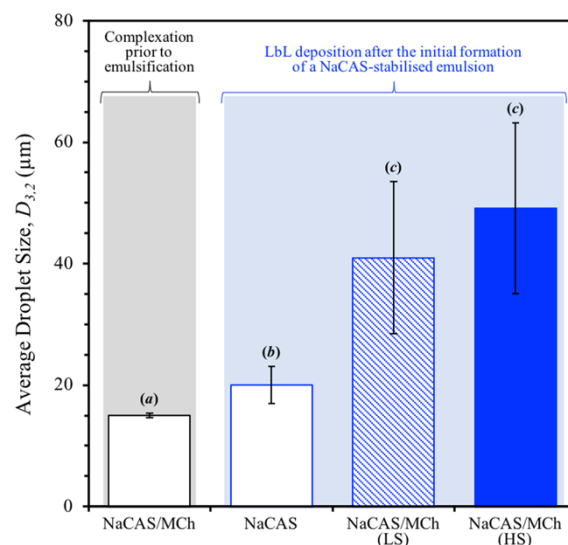 80
60
40
20
0
Average Droplet Size, D3,2 (μm)
Complexation
prior to
emulsification
LbL deposition after the initial formation
of a NaCAS-stabilised emulsion
(a)
(b)
(c)
(c)
NaCAS/MCh
NaCAS
NaCAS/MCh
(LS)
NaCAS/MCh
(HS)